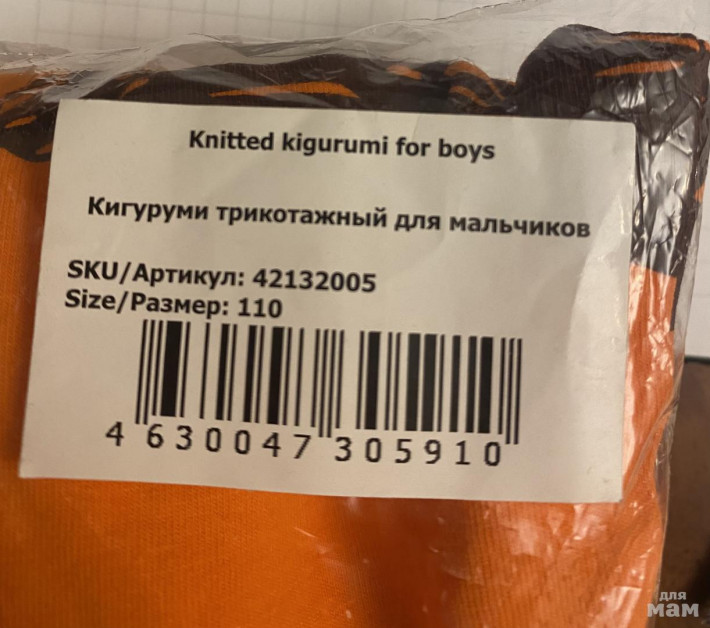 Knitted kigurumi for boys
Кигуруми трикотажный для мальчиков
SKU/Артикул: 42132005
Size/Размер: 110
4 630047 305910
для
мам